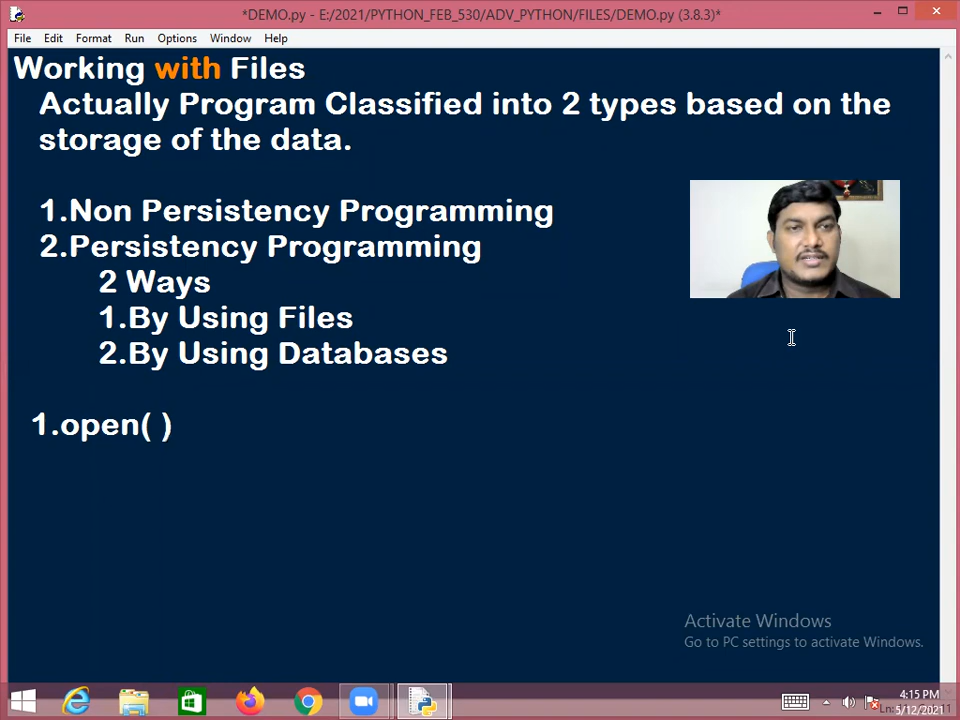 *DEMO.py - E:/2021/PYTHON_FEB_530/ADV_PYTHON/FILES/DEMO.py (3.8.3)*
File Edit Format Run Options Window Help
Working with Files
Actually Program Classified into 2 types based on the
storage of the data.
1.Non Persistency Programming
2.Persistency Programming
2 Ways
1.By Using Files
2.By Using Databases
1.open( )
Activate Windows
Go to PC settings to activate Windows.
4:15 PM
5/12/2021